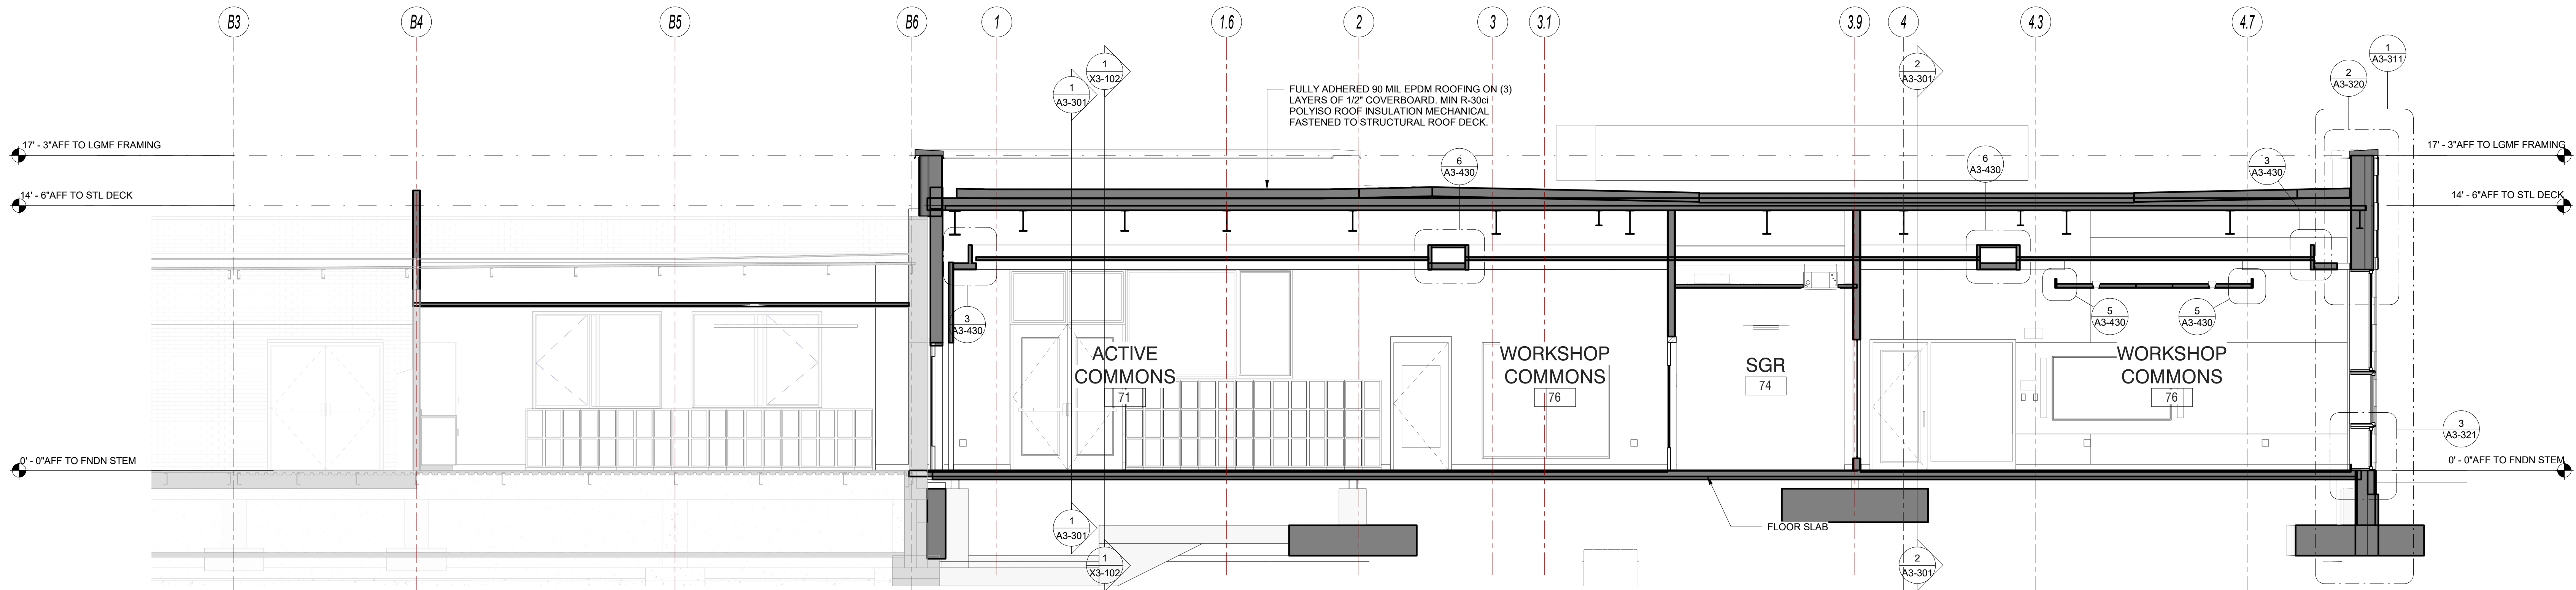 B3
B4
B5
B6
1
1.6
2
3
3.1
3.9
4
4.3
4.7
1
A3-311
1
X3-102
2
A3-301
2
A3-320
1
A3-301
FULLY ADHERED 90 MIL EPDM ROOFING ON (3)
LAYERS OF 1/2" COVERBOARD. MIN R-30ci
POLYISO ROOF INSULATION MECHANICAL
FASTENED TO STRUCTURAL ROOF DECK.
17' - 3"AFF TO LGMF FRAMING
17' - 3"AFF TO LGMF FRAMING
6
A3-430
6
A3-430
3
A3-430
14' - 6"AFF TO STL DECK
14' - 6"AFF TO STL DECK
3
A3-430
5
A3-430
5
A3-430
ACTIVE
COMMONS
71
WORKSHOP
COMMONS
76
SGR
74
WORKSHOP
COMMONS
76
3
A3-321
0' - 0"AFF TO FNDN STEM
0' - 0"AFF TO FNDN STEM
1
A3-301
FLOOR SLAB
1
X3-102
2
A3-301